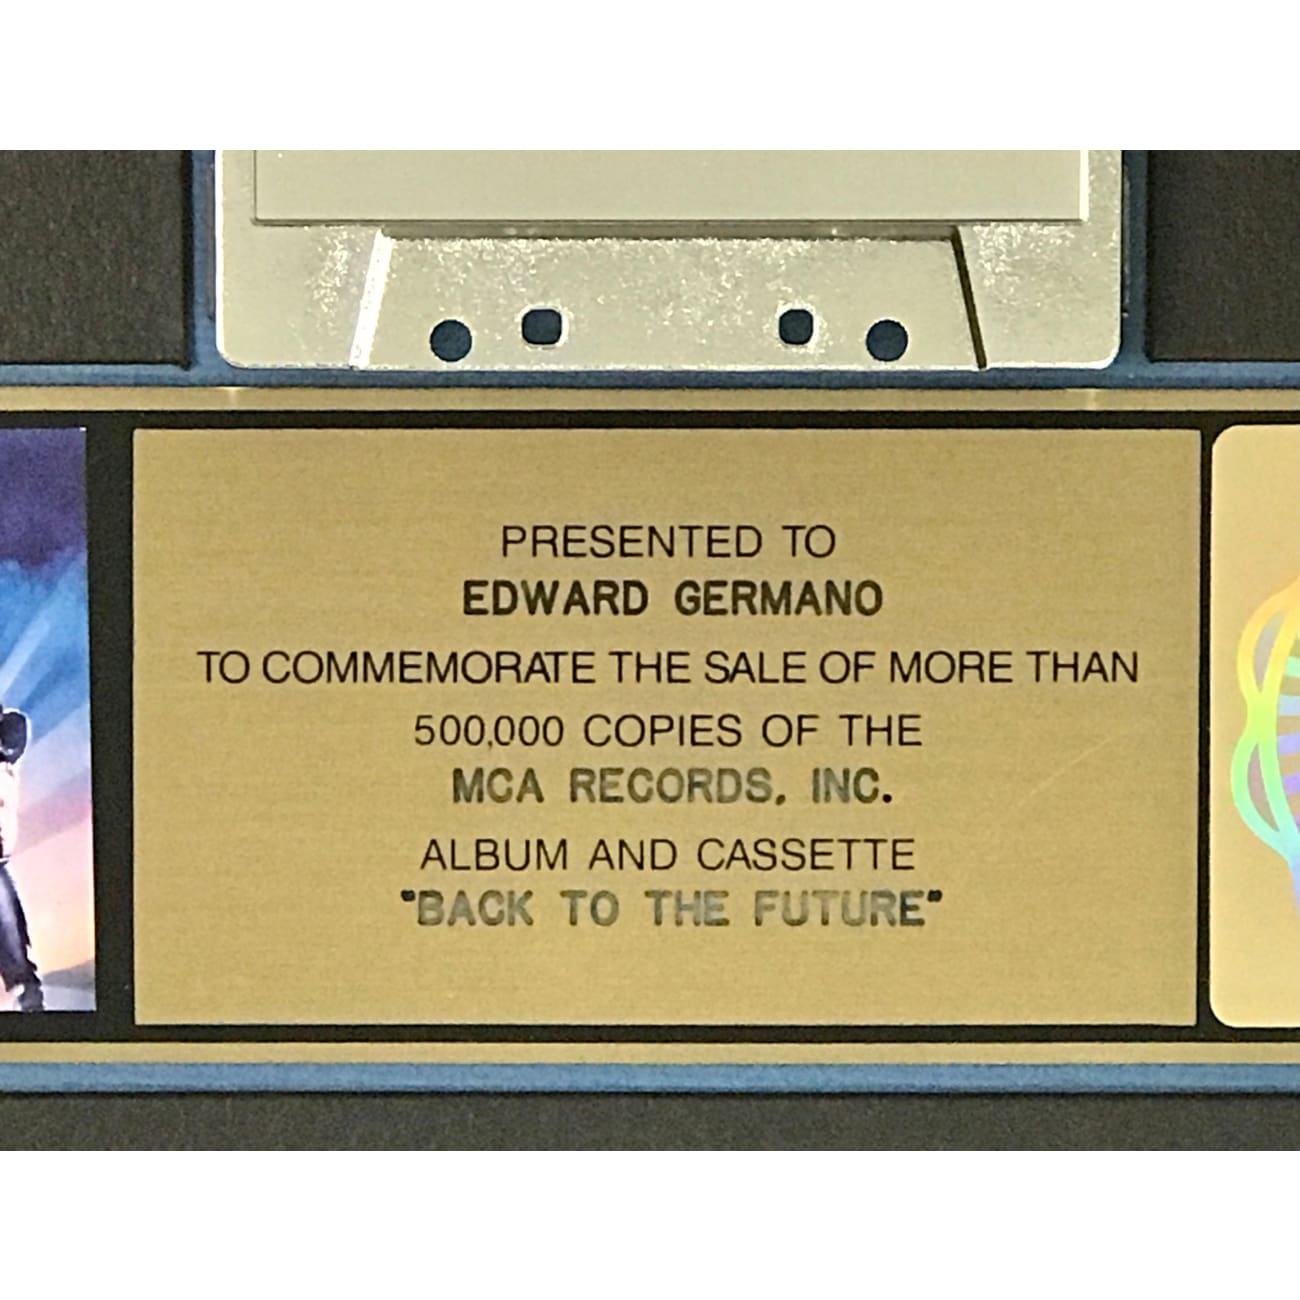 PRESENTED TO
EDWARD GERMANO
TO COMMEMORATE THE SALE OF MORE THAN
500,000 COPIES OF THE
MCA RECORDS, INC.
ALBUM AND CASSETTE
"BACK TO THE FUTURE"